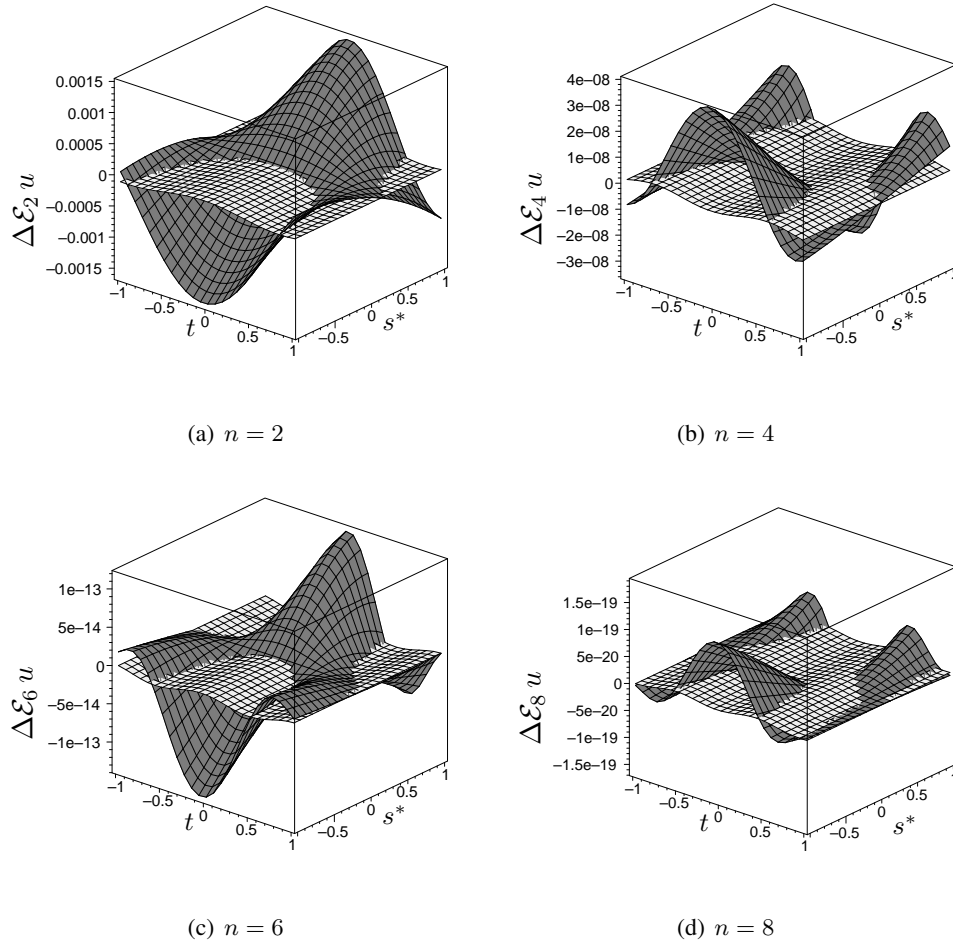 0.0015
0.001
0.0005
0
−0.0005
−0.001
−0.0015
Δℰ₂ u
−1
−0.5
0
0.5
1
t
−0.5
0
0.5
1
s*
(a) n = 2
4e−08
3e−08
2e−08
1e−08
0
−1e−08
−2e−08
−3e−08
Δℰ₄ u
−1
−0.5
0
0.5
1
t
−0.5
0
0.5
1
s*
(b) n = 4
1e−13
5e−14
0
−5e−14
−1e−13
Δℰ₆ u
−1
−0.5
0
0.5
1
t
−0.5
0
0.5
1
s*
(c) n = 6
1.5e−19
1e−19
5e−20
0
−5e−20
−1e−19
−1.5e−19
Δℰ₈ u
−1
−0.5
0
0.5
1
t
−0.5
0
0.5
1
s*
(d) n = 8